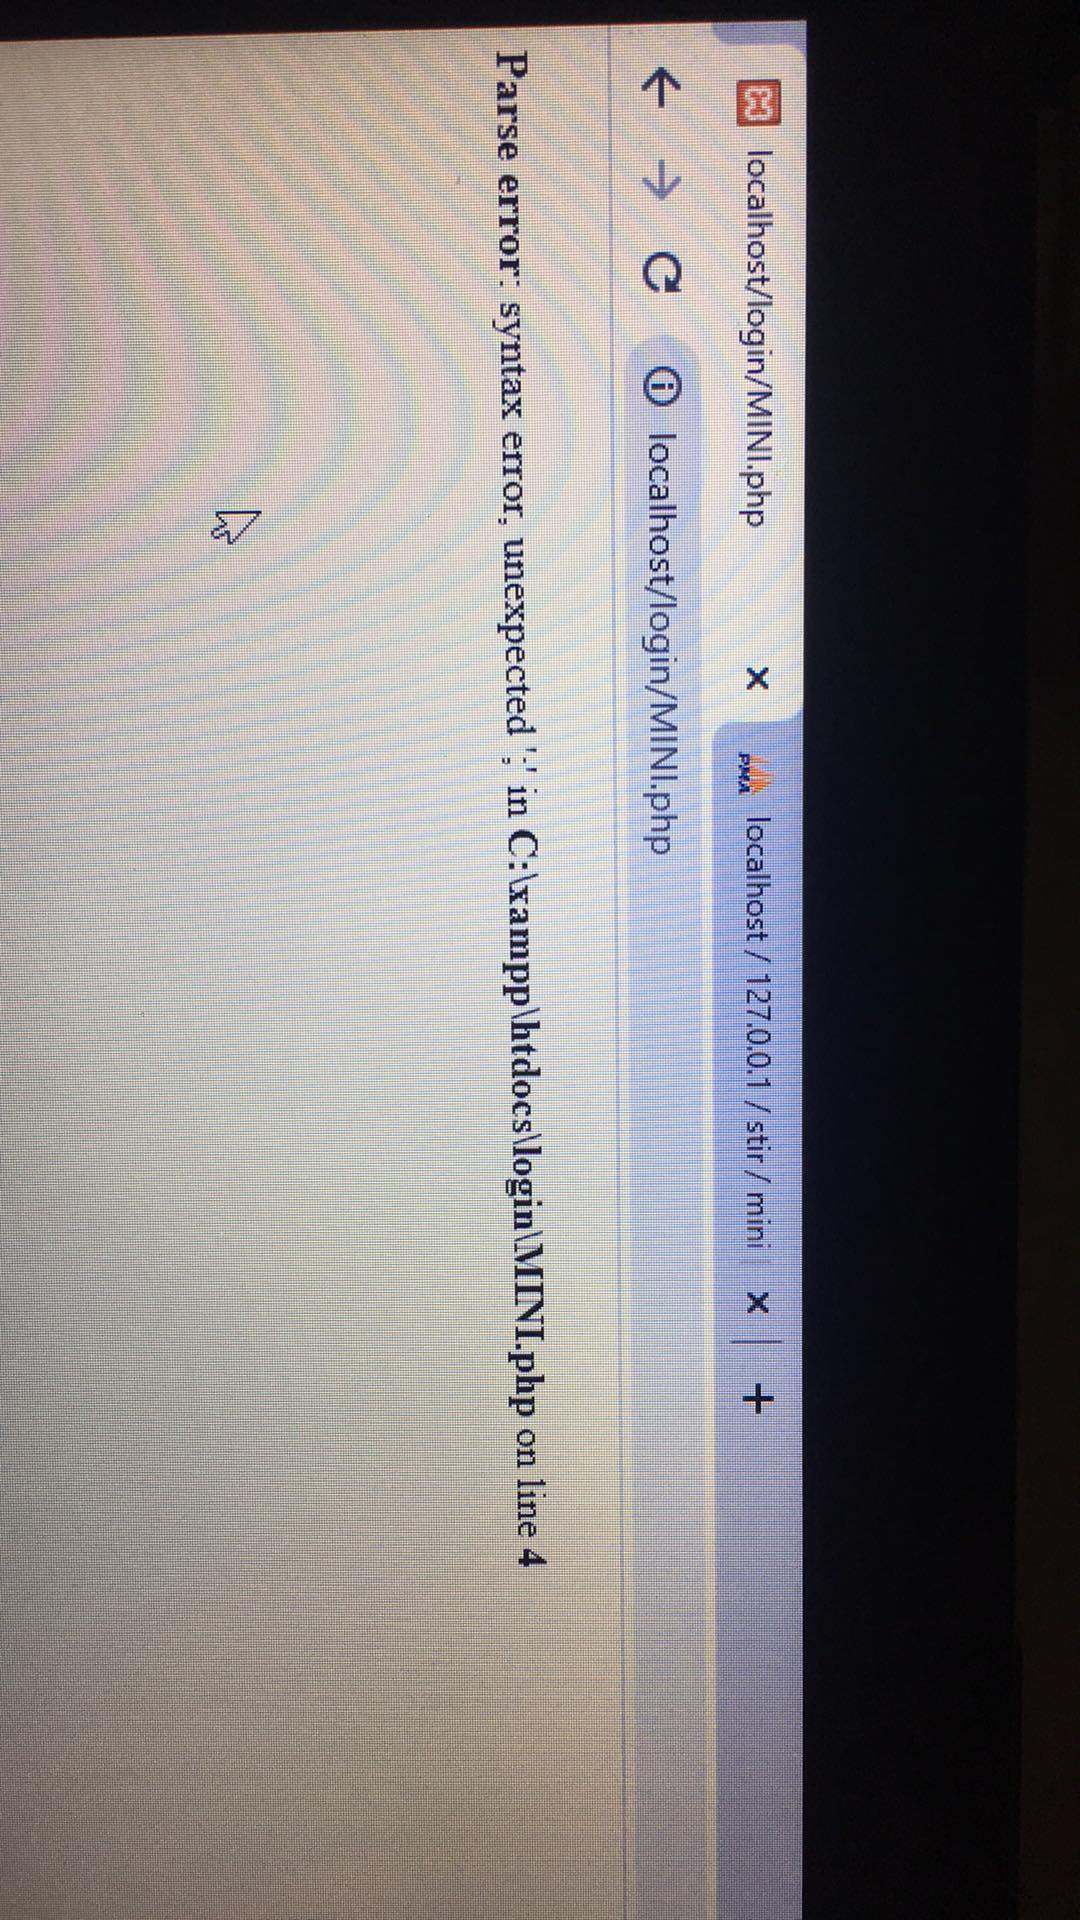 localhost/login/MINI.php
PMA localhost / 127.0.0.1 / stir / mini
localhost/login/MINI.php
Parse error: syntax error, unexpected ';' in C:\xampp\htdocs\login\MINI.php on line 4